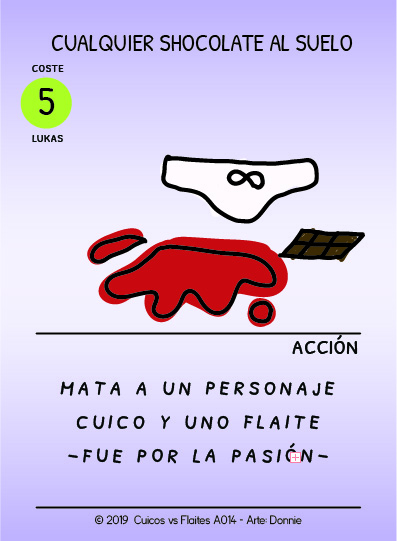 CUALQUIER SHOCOLATE AL SUELO
COSTE
5
LUKAS
ACCIÓN
MATA A UN PERSONAJE
CUICO Y UNO FLAITE
-FUE POR LA PASIÓN-
© 2019 Cuicos vs Flaites A014 - Arte: Donnie